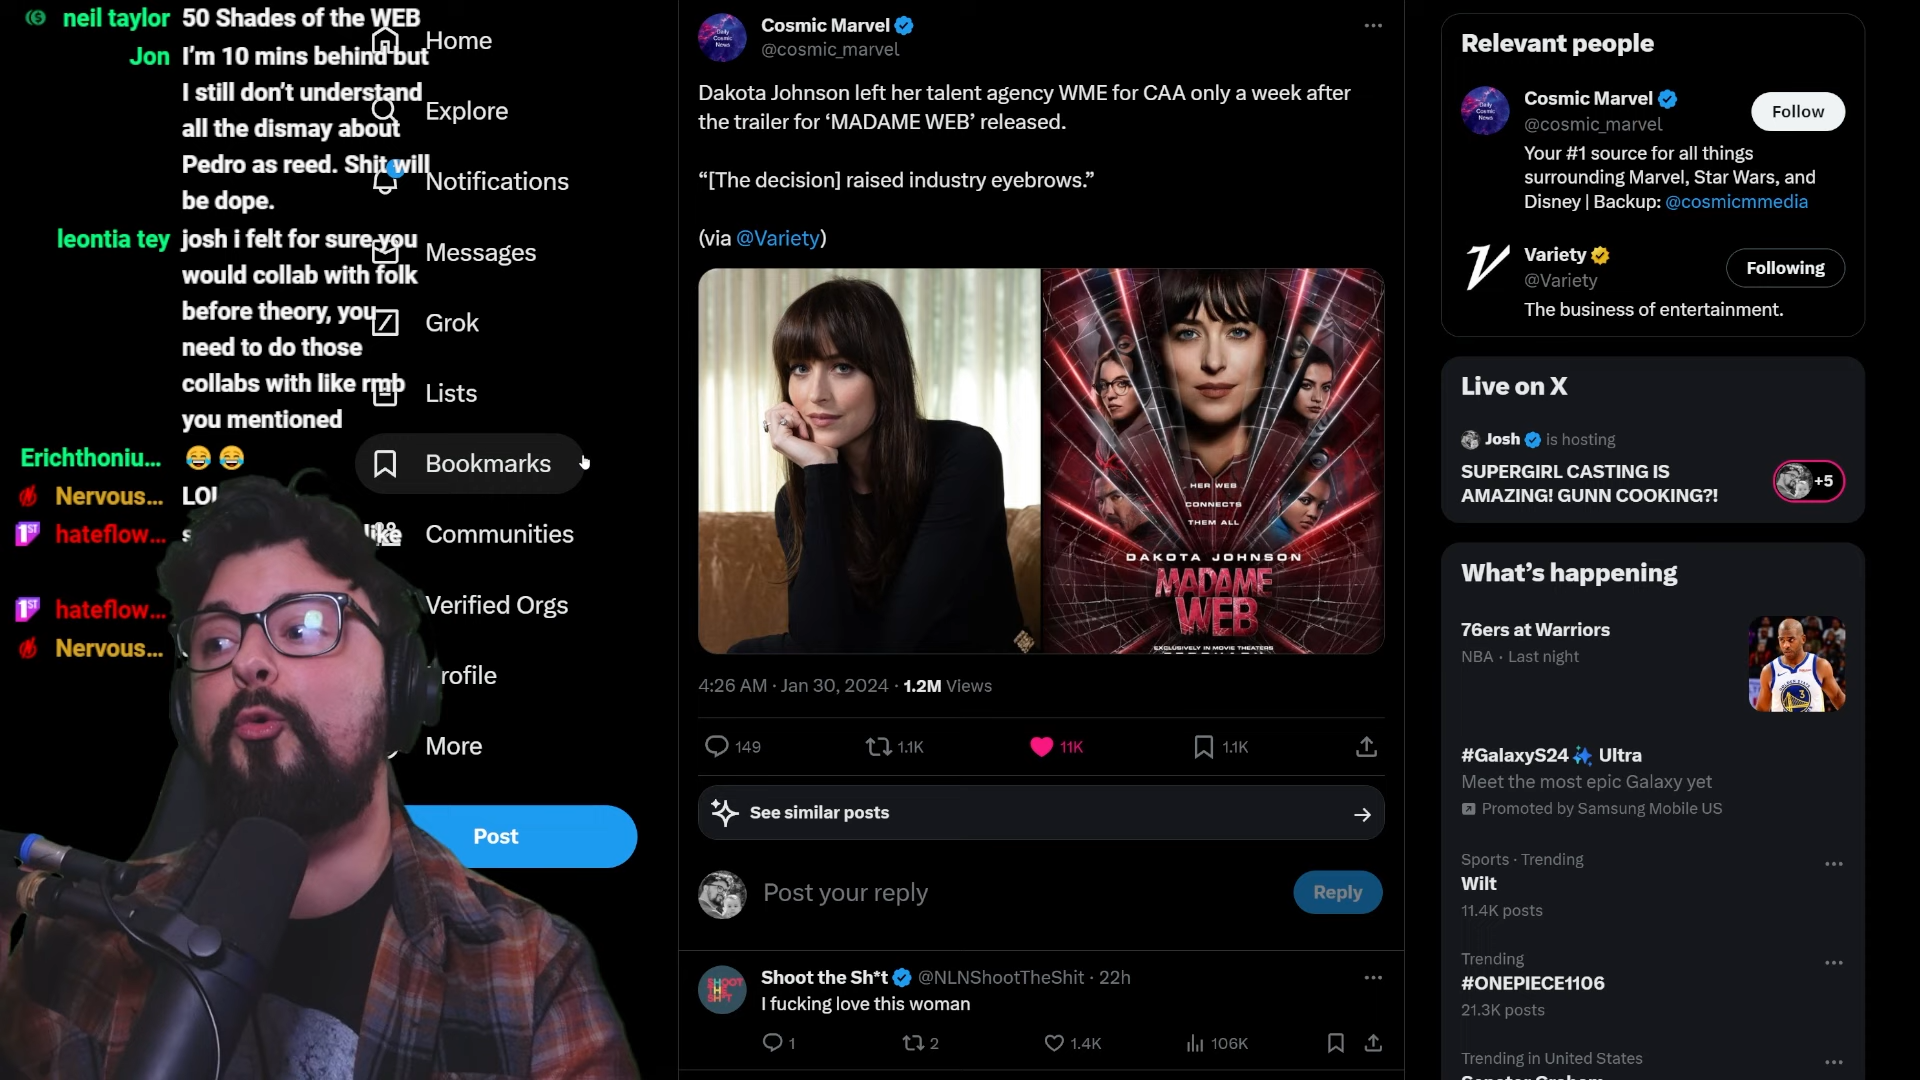 neil taylor 50 Shades of the WEB
Jon I'm 10 mins behind but
I still don't understand
all the dismay about
Pedro as reed. Shit will
be dope.
leontia tey josh i felt for sure you
would collab with folk
before theory, you
need to do those
collabs with like rmb
you mentioned
Erichthoniu... 😂 😂
Nervous... LOL
hateflow... like
hateflow...
Nervous...
Home
Explore
Notifications
Messages
Grok
Lists
Bookmarks
Communities
Verified Orgs
rofile
More
Post
Cosmic Marvel
@cosmic_marvel
Dakota Johnson left her talent agency WME for CAA only a week after
the trailer for ‘MADAME WEB’ released.
“[The decision] raised industry eyebrows.”
(via @Variety)
HER WEB
CONNECTS
THEM ALL
DAKOTA JOHNSON
MADAME
WEB
EXCLUSIVELY IN MOVIE THEATERS
4:26 AM · Jan 30, 2024 · 1.2M Views
149 1.1K 11K 1.1K
See similar posts
Post your reply
Reply
SHOOT
THE
SH*T
Shoot the Sh*t @NLNShootTheShit · 22h
I fucking love this woman
1 2 1.4K 106K
Relevant people
Daily
Cosmic
News
Cosmic Marvel
@cosmic_marvel
Follow
Your #1 source for all things
surrounding Marvel, Star Wars, and
Disney | Backup: @cosmicmmedia
Variety
@Variety
Following
The business of entertainment.
Live on X
Josh is hosting
SUPERGIRL CASTING IS
AMAZING! GUNN COOKING?!
+5
What’s happening
76ers at Warriors
NBA · Last night
#GalaxyS24 Ultra
Meet the most epic Galaxy yet
Promoted by Samsung Mobile US
Sports · Trending
Wilt
11.4K posts
Trending
#ONEPIECE1106
21.3K posts
Trending in United States